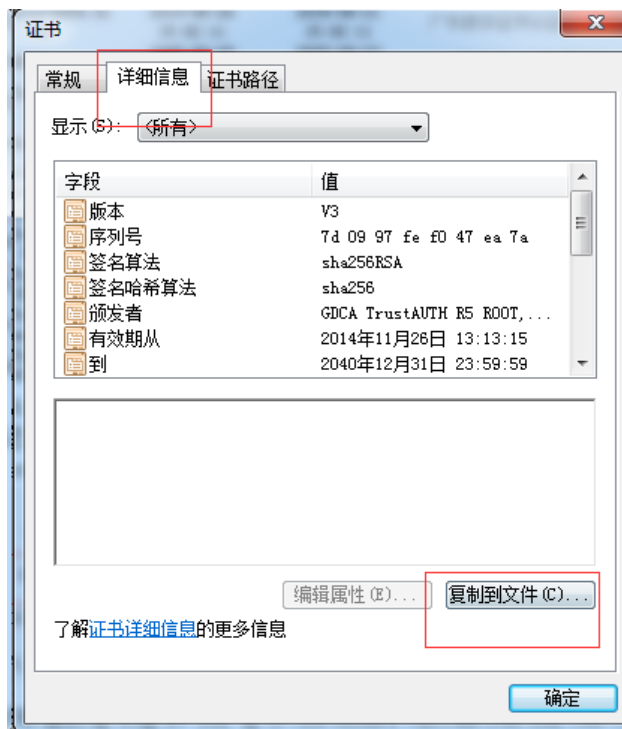 证书
常规 详细信息 证书路径
显示(S): <所有>
字段 值
版本 V3
序列号 7d 09 97 fe f0 47 ea 7a
签名算法 sha256RSA
签名哈希算法 sha256
颁发者 GDCA TrustAUTH R5 ROOT,...
有效期从 2014年11月26日 13:13:15
到 2040年12月31日 23:59:59
编辑属性(E)... 复制到文件(C)...
了解证书详细信息的更多信息
确定